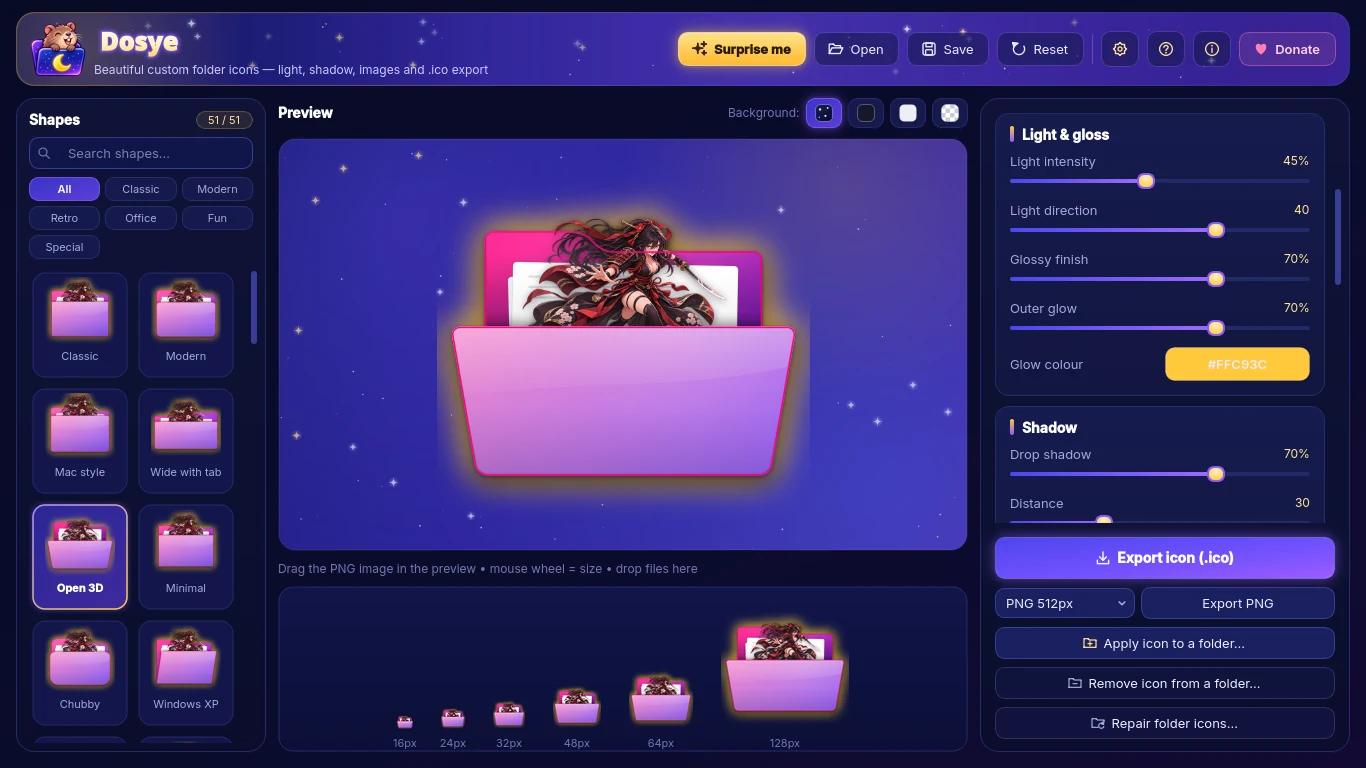 Dosye
Beautiful custom folder icons — light, shadow, images and .ico export
Surprise me
Open
Save
Reset
Donate
Shapes
51 / 51
Search shapes...
All
Classic
Modern
Retro
Office
Fun
Special
Classic
Modern
Mac style
Wide with tab
Open 3D
Minimal
Chubby
Windows XP
Preview
Background:
Drag the PNG image in the preview • mouse wheel = size • drop files here
16px
24px
32px
48px
64px
128px
Light & gloss
Light intensity 45%
Light direction 40
Glossy finish 70%
Outer glow 70%
Glow colour #FFC93C
Shadow
Drop shadow 70%
Distance 30
Export icon (.ico)
PNG 512px
Export PNG
Apply icon to a folder...
Remove icon from a folder...
Repair folder icons...